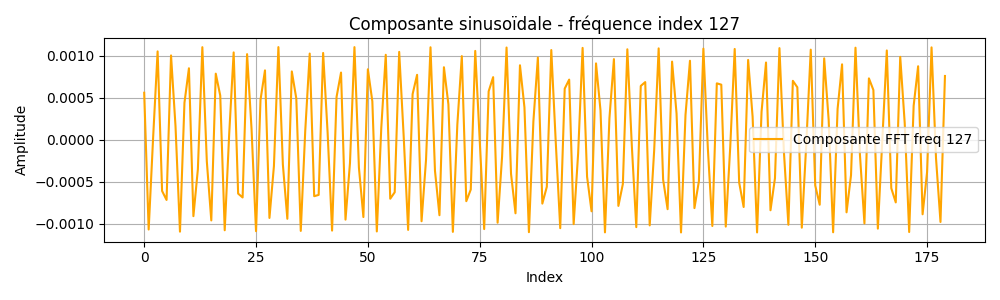 Composante sinusoïdale - fréquence index 127
Amplitude
0.0010
0.0005
0.0000
−0.0005
−0.0010
Composante FFT freq 127
0 25 50 75 100 125 150 175
Index